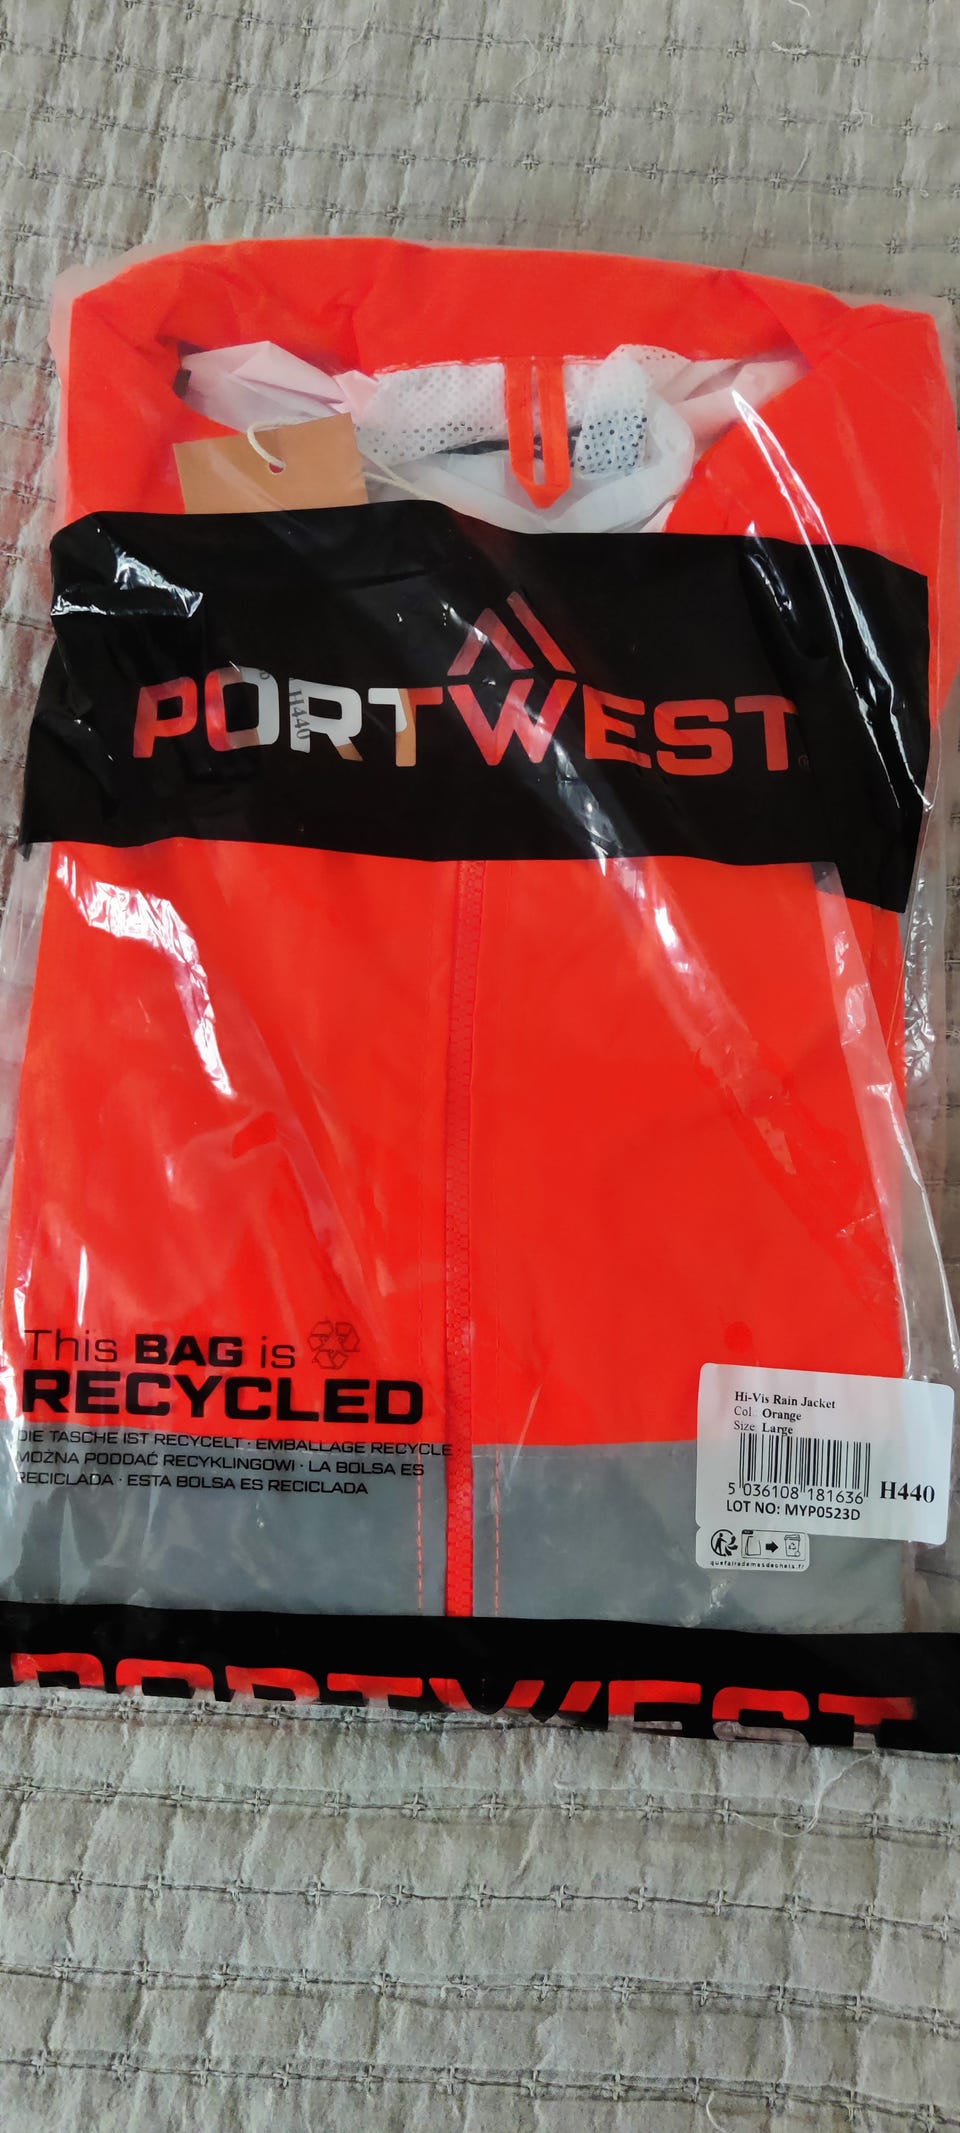 PORTWEST
®
H440
This BAG is
RECYCLED
DIE TASCHE IST RECYCELT · EMBALLAGE RECYCLE ·
MOŻNA PODDAĆ RECYKLINGOWI · LA BOLSA ES
RECICLADA · ESTA BOLSA ES RECICLADA
Hi-Vis Rain Jacket
Col. Orange
Size Large
5 036108 181636
H440
LOT NO: MYP0523D
quefairedemesdechets.fr
PORTWEST